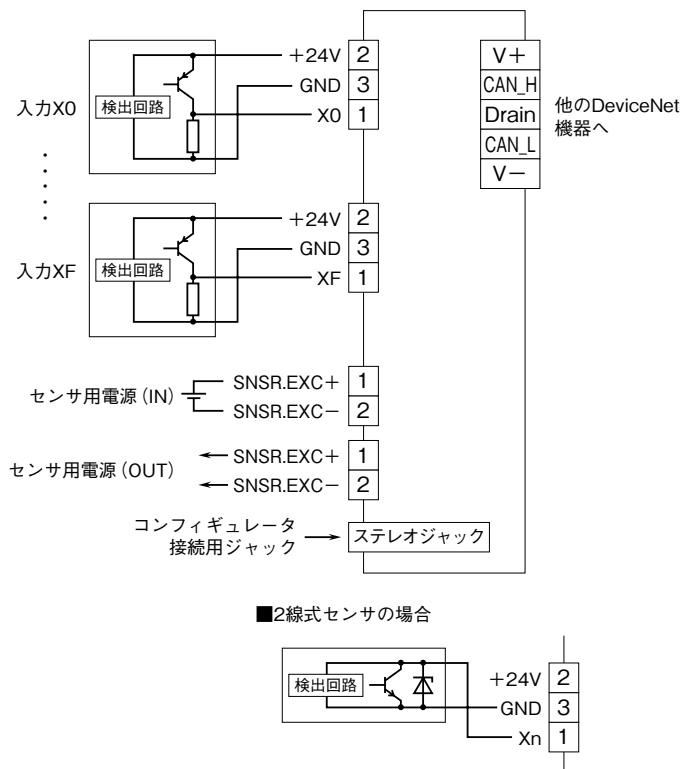 +24V 2
GND 3
X0 1
入力X0
検出回路
V+
CAN_H
Drain
CAN_L
V−
他のDeviceNet
機器へ
+24V 2
GND 3
XF 1
入力XF
検出回路
センサ用電源(IN)
SNSR.EXC+ 1
SNSR.EXC− 2
センサ用電源(OUT)
SNSR.EXC+ 1
SNSR.EXC− 2
コンフィギュレータ
接続用ジャック
ステレオジャック
■2線式センサの場合
検出回路
+24V 2
GND 3
Xn 1